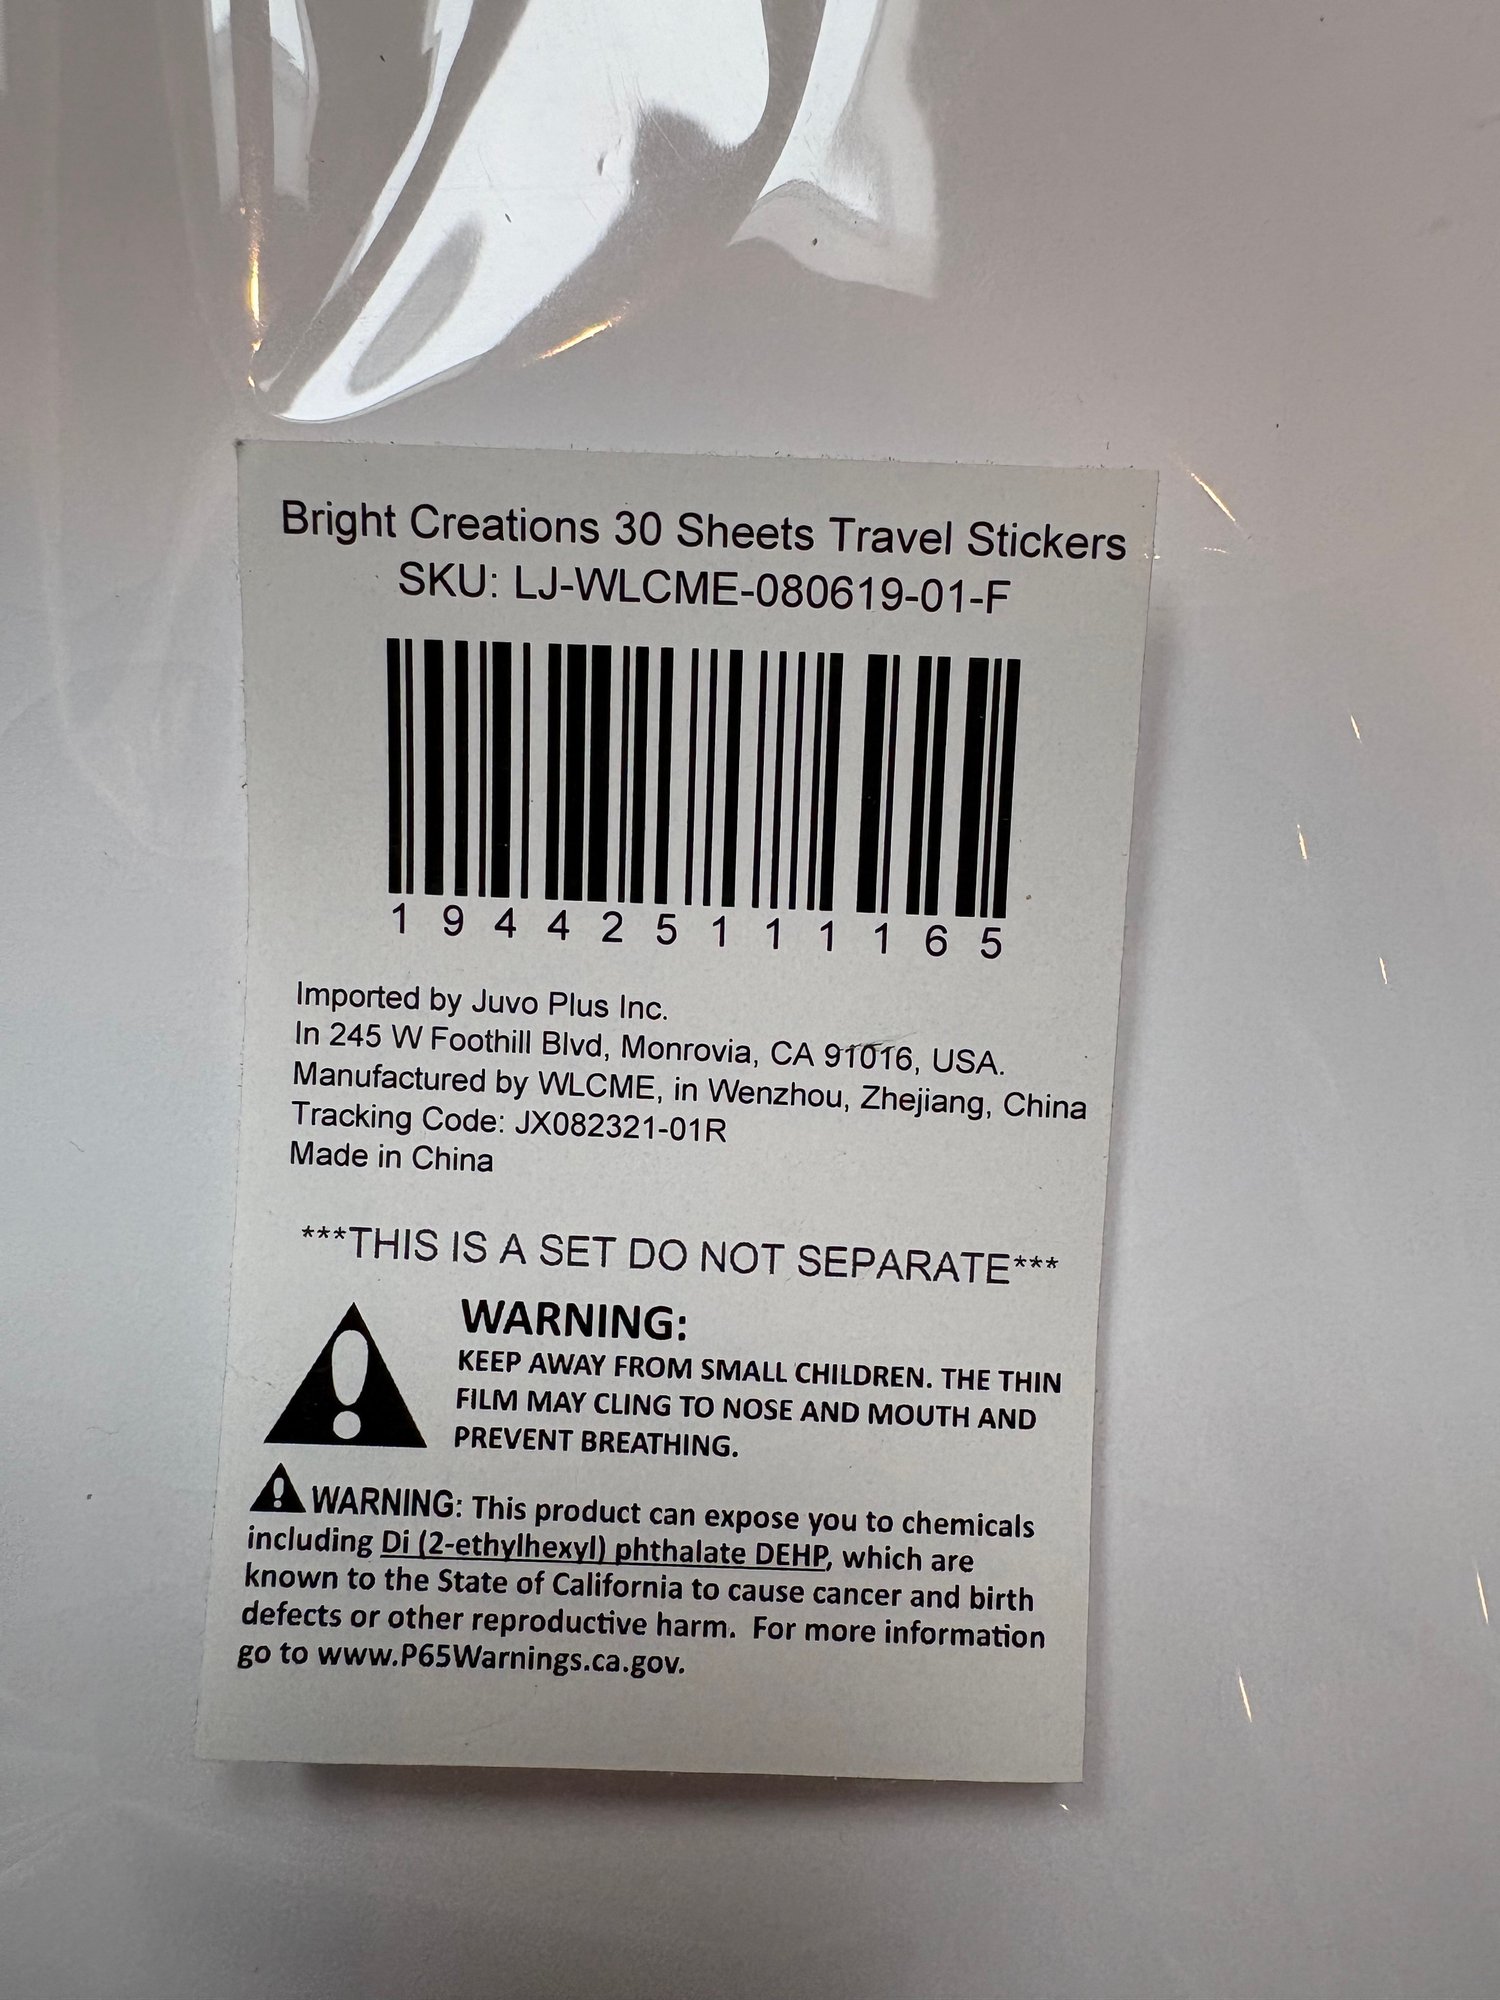 Bright Creations 30 Sheets Travel Stickers
SKU: LJ-WLCME-080619-01-F
194425111165
Imported by Juvo Plus Inc.
In 245 W Foothill Blvd, Monrovia, CA 91016, USA.
Manufactured by WLCME, in Wenzhou, Zhejiang, China
Tracking Code: JX082321-01R
Made in China
***THIS IS A SET DO NOT SEPARATE***
WARNING:
KEEP AWAY FROM SMALL CHILDREN. THE THIN
FILM MAY CLING TO NOSE AND MOUTH AND
PREVENT BREATHING.
WARNING: This product can expose you to chemicals
including Di (2-ethylhexyl) phthalate DEHP, which are
known to the State of California to cause cancer and birth
defects or other reproductive harm. For more information
go to www.P65Warnings.ca.gov.